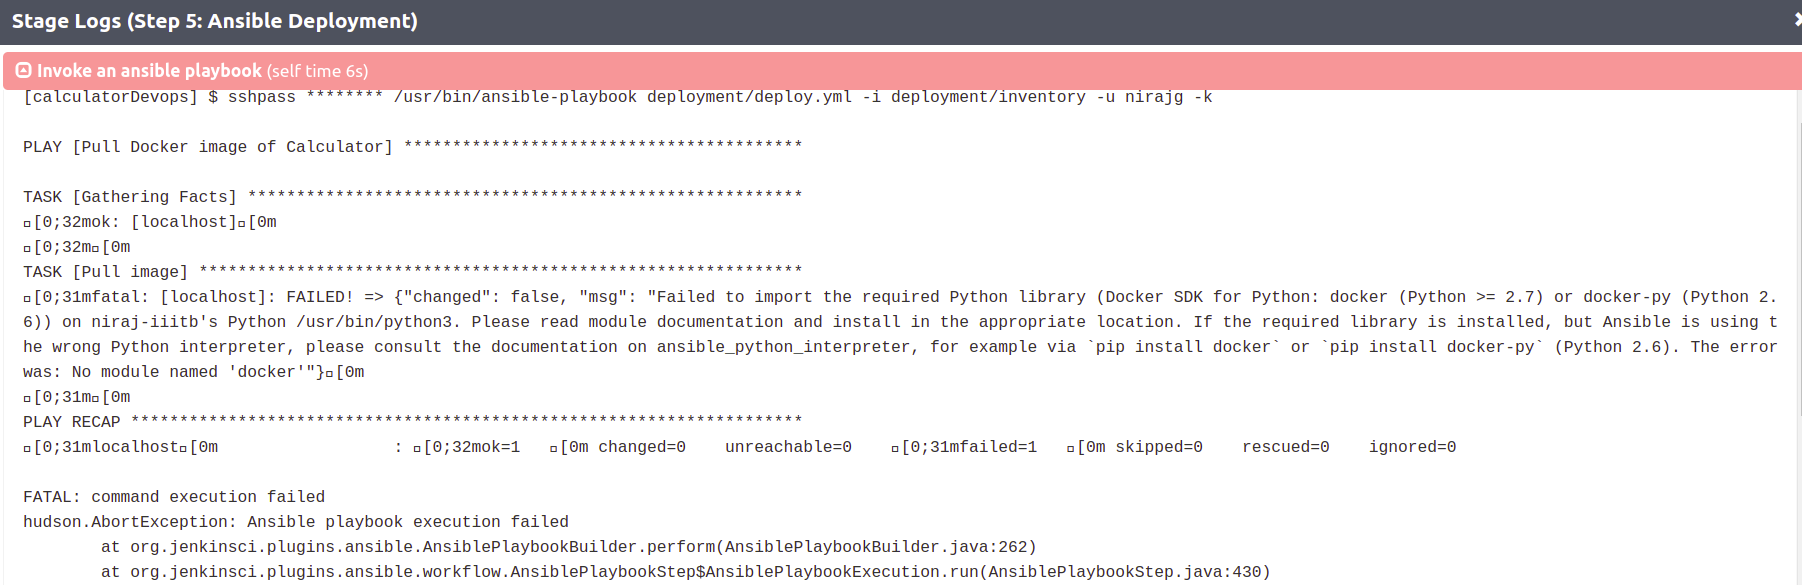 Stage Logs (Step 5: Ansible Deployment)
Invoke an ansible playbook (self time 6s)
[calculatorDevops] $ sshpass ******** /usr/bin/ansible-playbook deployment/deploy.yml -i deployment/inventory -u nirajg -k
PLAY [Pull Docker image of Calculator] *****************************************
TASK [Gathering Facts] *********************************************************
[0;32mok: [localhost][0m
[0;32m[0m
TASK [Pull image] **************************************************************
[0;31mfatal: [localhost]: FAILED! => {"changed": false, "msg": "Failed to import the required Python library (Docker SDK for Python: docker (Python >= 2.7) or docker-py (Python 2.
6)) on niraj-iiitb's Python /usr/bin/python3. Please read module documentation and install in the appropriate location. If the required library is installed, but Ansible is using t
he wrong Python interpreter, please consult the documentation on ansible_python_interpreter, for example via `pip install docker` or `pip install docker-py` (Python 2.6). The error
was: No module named 'docker'"}[0m
[0;31m[0m
PLAY RECAP *********************************************************************
[0;31mlocalhost[0m                  : [0;32mok=1   [0m changed=0    unreachable=0    [0;31mfailed=1   [0m skipped=0    rescued=0    ignored=0
FATAL: command execution failed
hudson.AbortException: Ansible playbook execution failed
at org.jenkinsci.plugins.ansible.AnsiblePlaybookBuilder.perform(AnsiblePlaybookBuilder.java:262)
at org.jenkinsci.plugins.ansible.workflow.AnsiblePlaybookStep$AnsiblePlaybookExecution.run(AnsiblePlaybookStep.java:430)